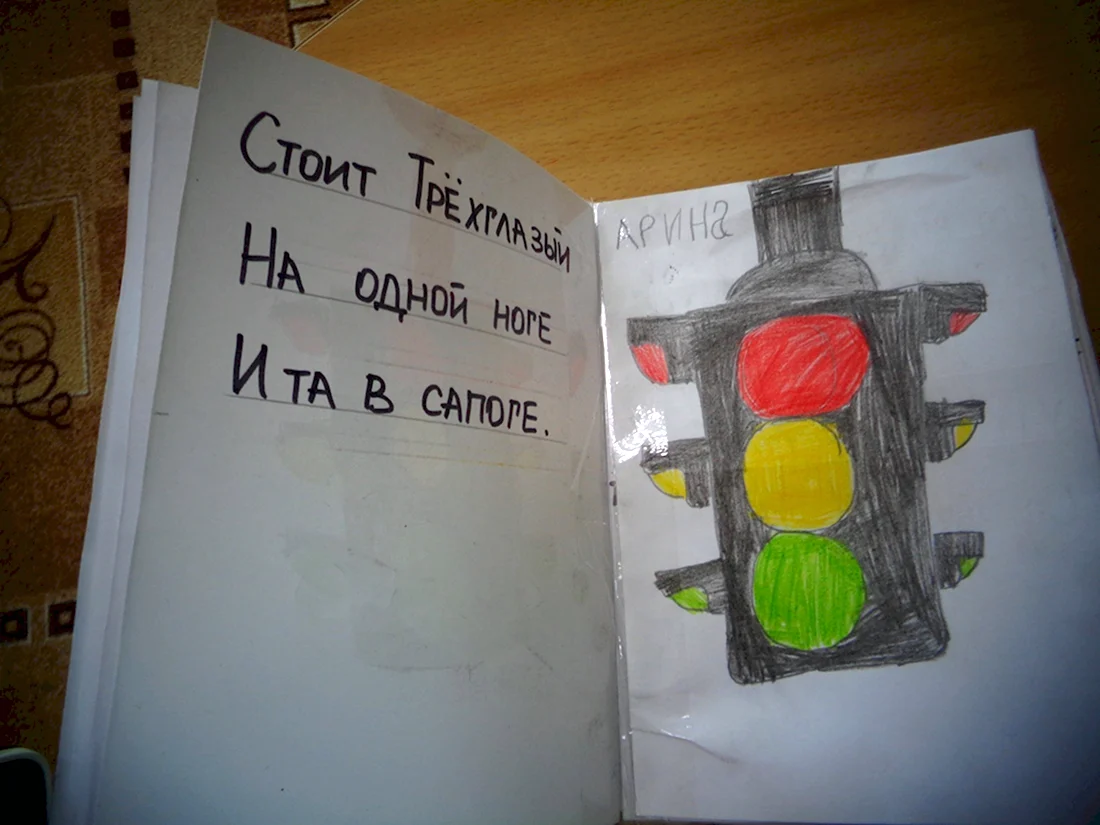 Стоит Трёхглазый
На одной ноге
И та в сапоге.
АРИНА